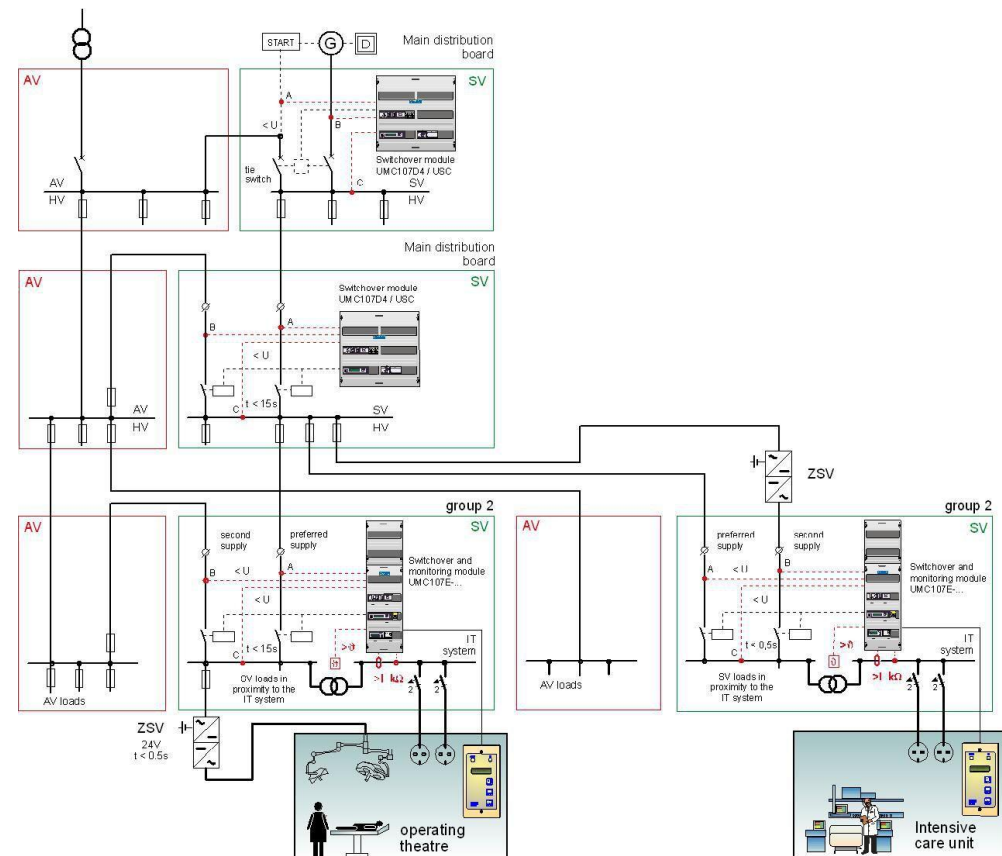 START
G
D
Main distribution
board
AV
SV
A
B
< U
Switchover module
UMC107D4 / USC
tie
switch
C
AV
HV
SV
HV
Main distribution
board
AV
SV
Switchover module
UMC107D4 / USC
B
A
< U
C
t < 15s
AV
HV
SV
HV
ZSV
group 2
AV
SV
second
supply
preferred
supply
B
< U
A
< U
Switchover and
monitoring module
UMC107E-...
C
t < 15s
>ϑ
IT
system
OV loads in
proximity to the
IT system
>I
kΩ
2
2
AV loads
ZSV
24V
t < 0.5s
operating
theatre
group 2
AV
SV
preferred
supply
second
supply
A
< U
B
< U
Switchover and
monitoring module
UMC107E-...
C
t < 0,5s
>ϑ
ϑ
IT
system
SV loads in
proximity to the
IT system
>I
kΩ
2
2
AV loads
Intensive
care unit